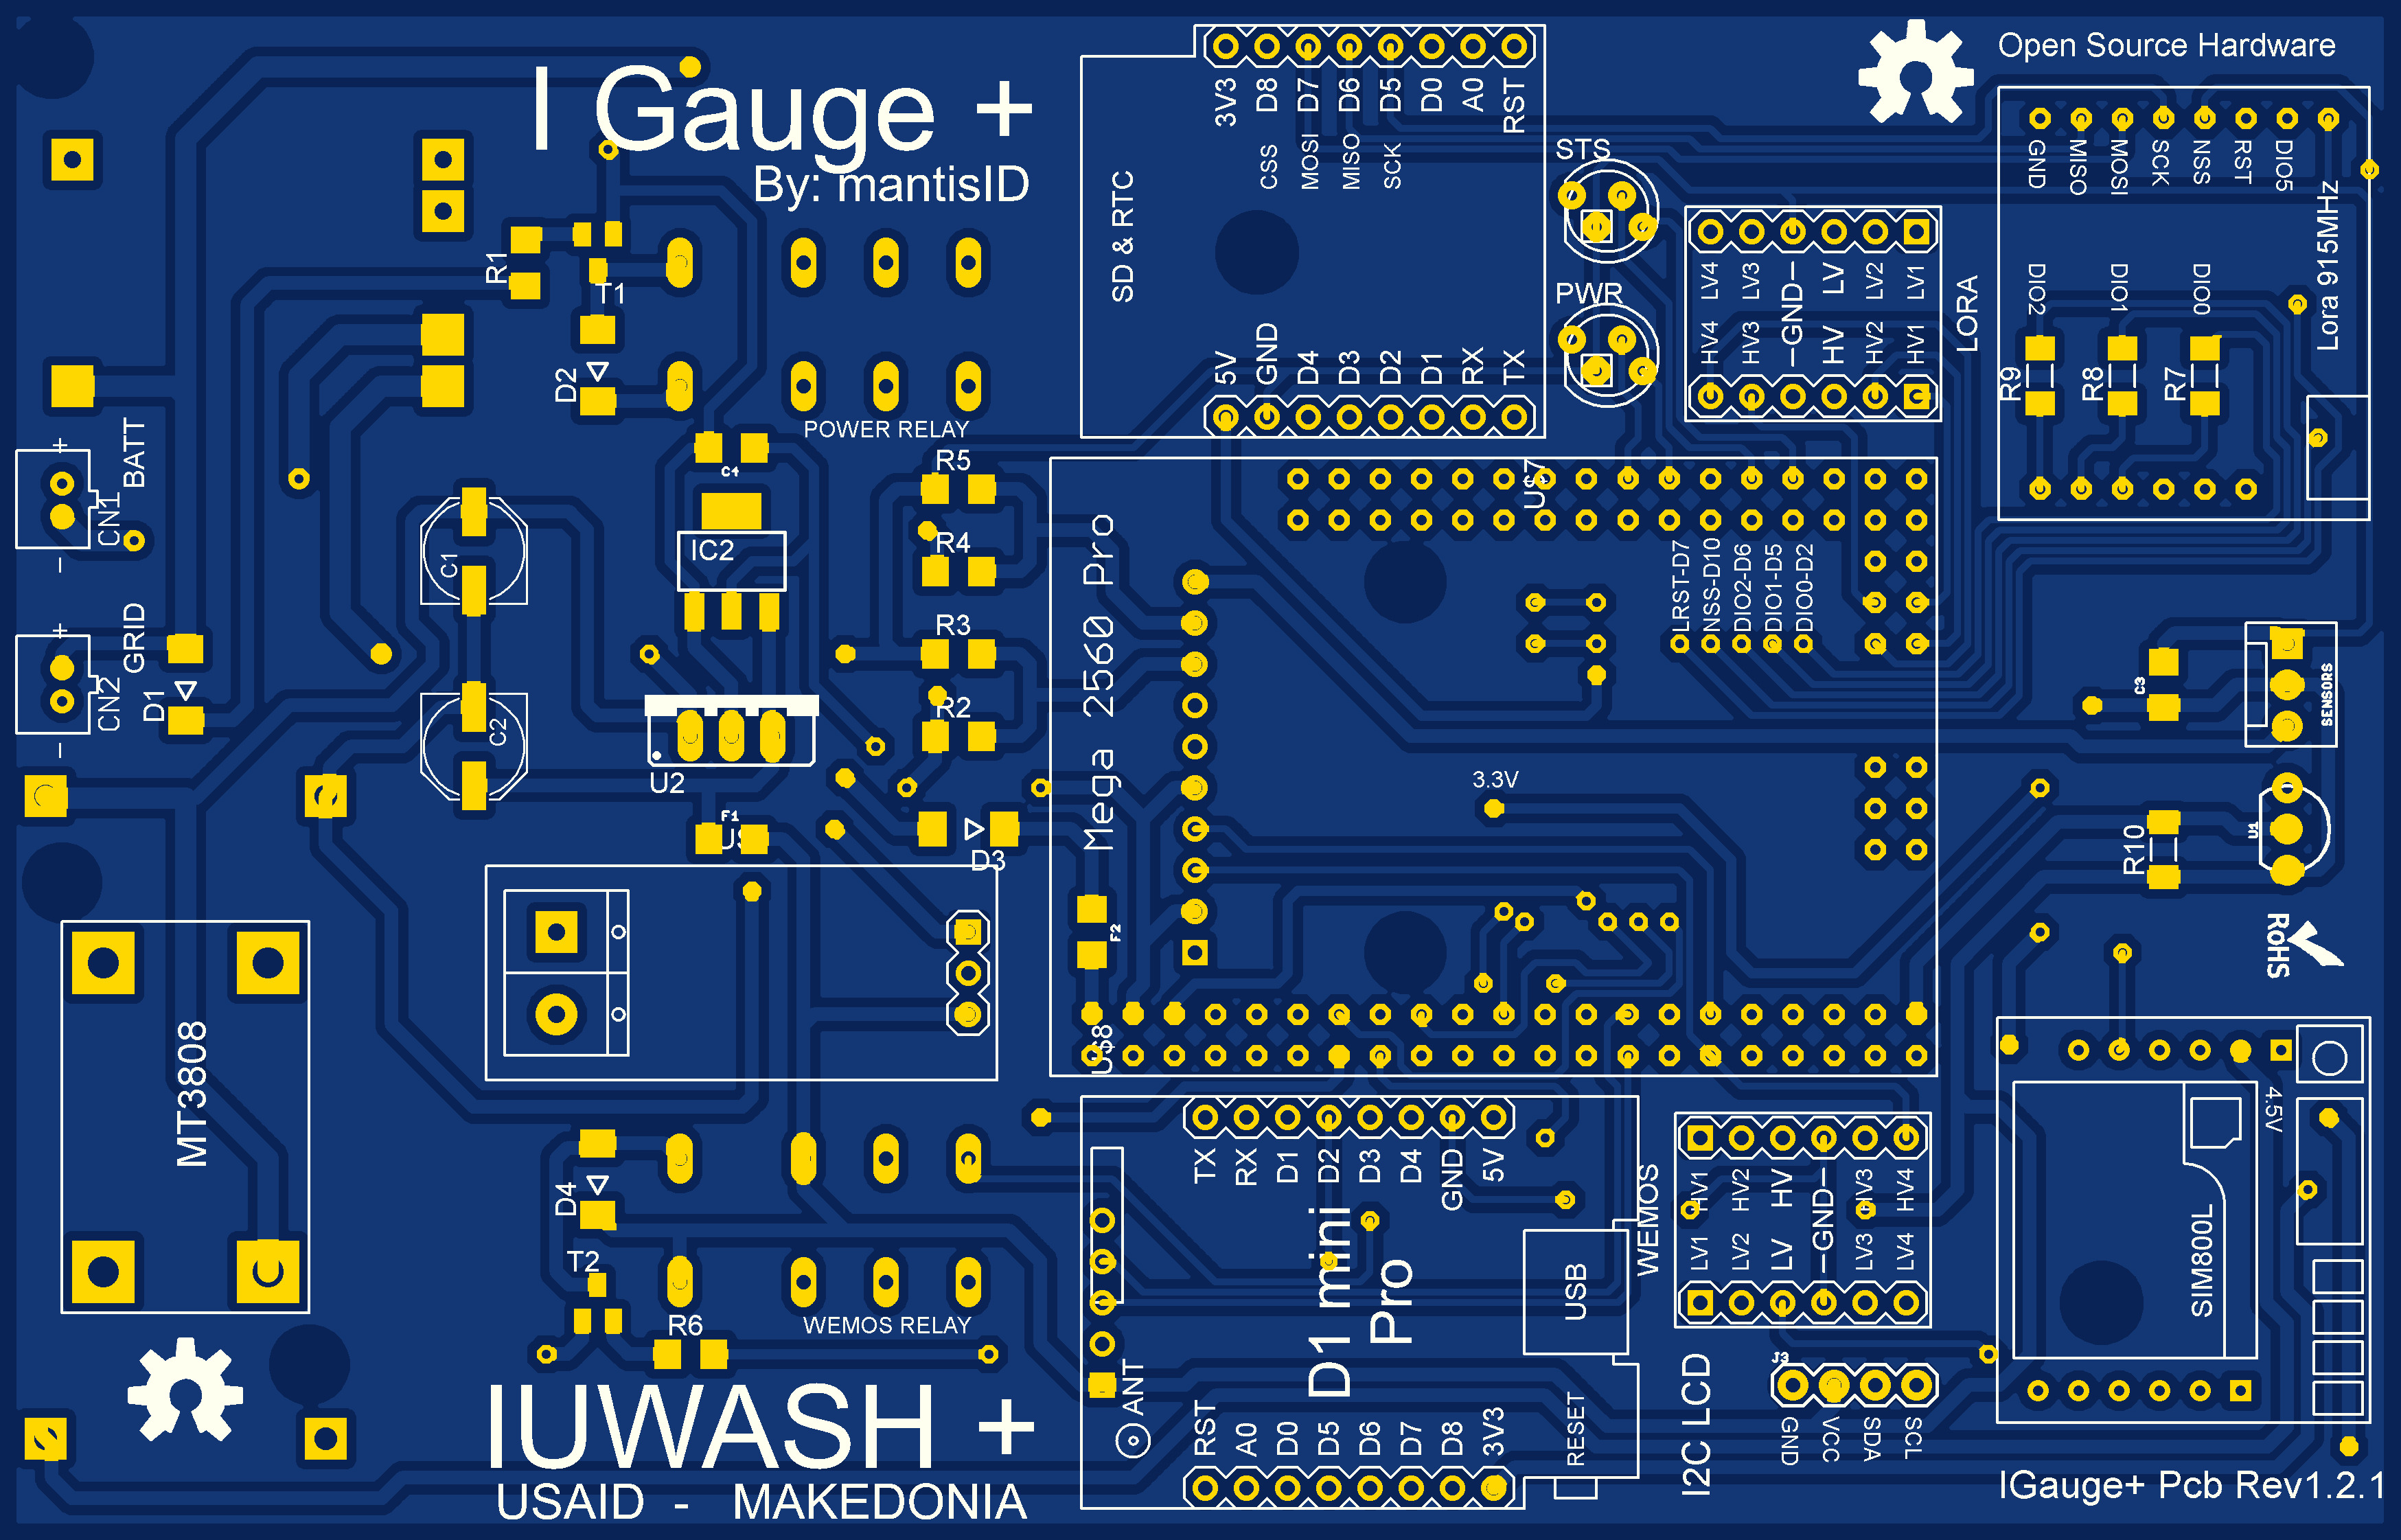 I Gauge +
By: mantisID
Open Source Hardware
3V3
D8
D7
D6
D5
D0
A0
RST
CSS
MOSI
MISO
SCK
SD & RTC
5V
GND
D4
D3
D2
D1
RX
TX
STS
PWR
LV4
LV3
-GND-
LV
LV2
LV1
HV4
HV3
HV
HV2
HV1
LORA
GND
MISO
MOSI
SCK
NSS
RST
DIO5
Lora 915MHz
DIO2
DIO1
DIO0
R9
R8
R7
R1
T1
D2
POWER RELAY
BATT
+
-
CN1
GRID
+
-
CN2
D1
C1
C2
C4
IC2
U2
R5
R4
R3
R2
F1
D3
F2
U$7
Mega 2560 Pro
LRST-D7
NSS-D10
DIO2-D6
DIO1-D5
DIO0-D2
3.3V
U$8
C3
SENSORS
R10
U1
RoHS
MT3808
D4
T2
R6
WEMOS RELAY
IUWASH +
USAID - MAKEDONIA
TX
RX
D1
D2
D3
D4
GND
5V
D1 mini
Pro
ANT
RST
A0
D0
D5
D6
D7
D8
3V3
USB
RESET
WEMOS
HV1
HV2
HV
-GND-
HV3
HV4
LV1
LV2
LV
LV3
LV4
I2C LCD
J3
GND
VCC
SDA
SCL
4.5V
SIM800L
IGauge+ Pcb Rev1.2.1